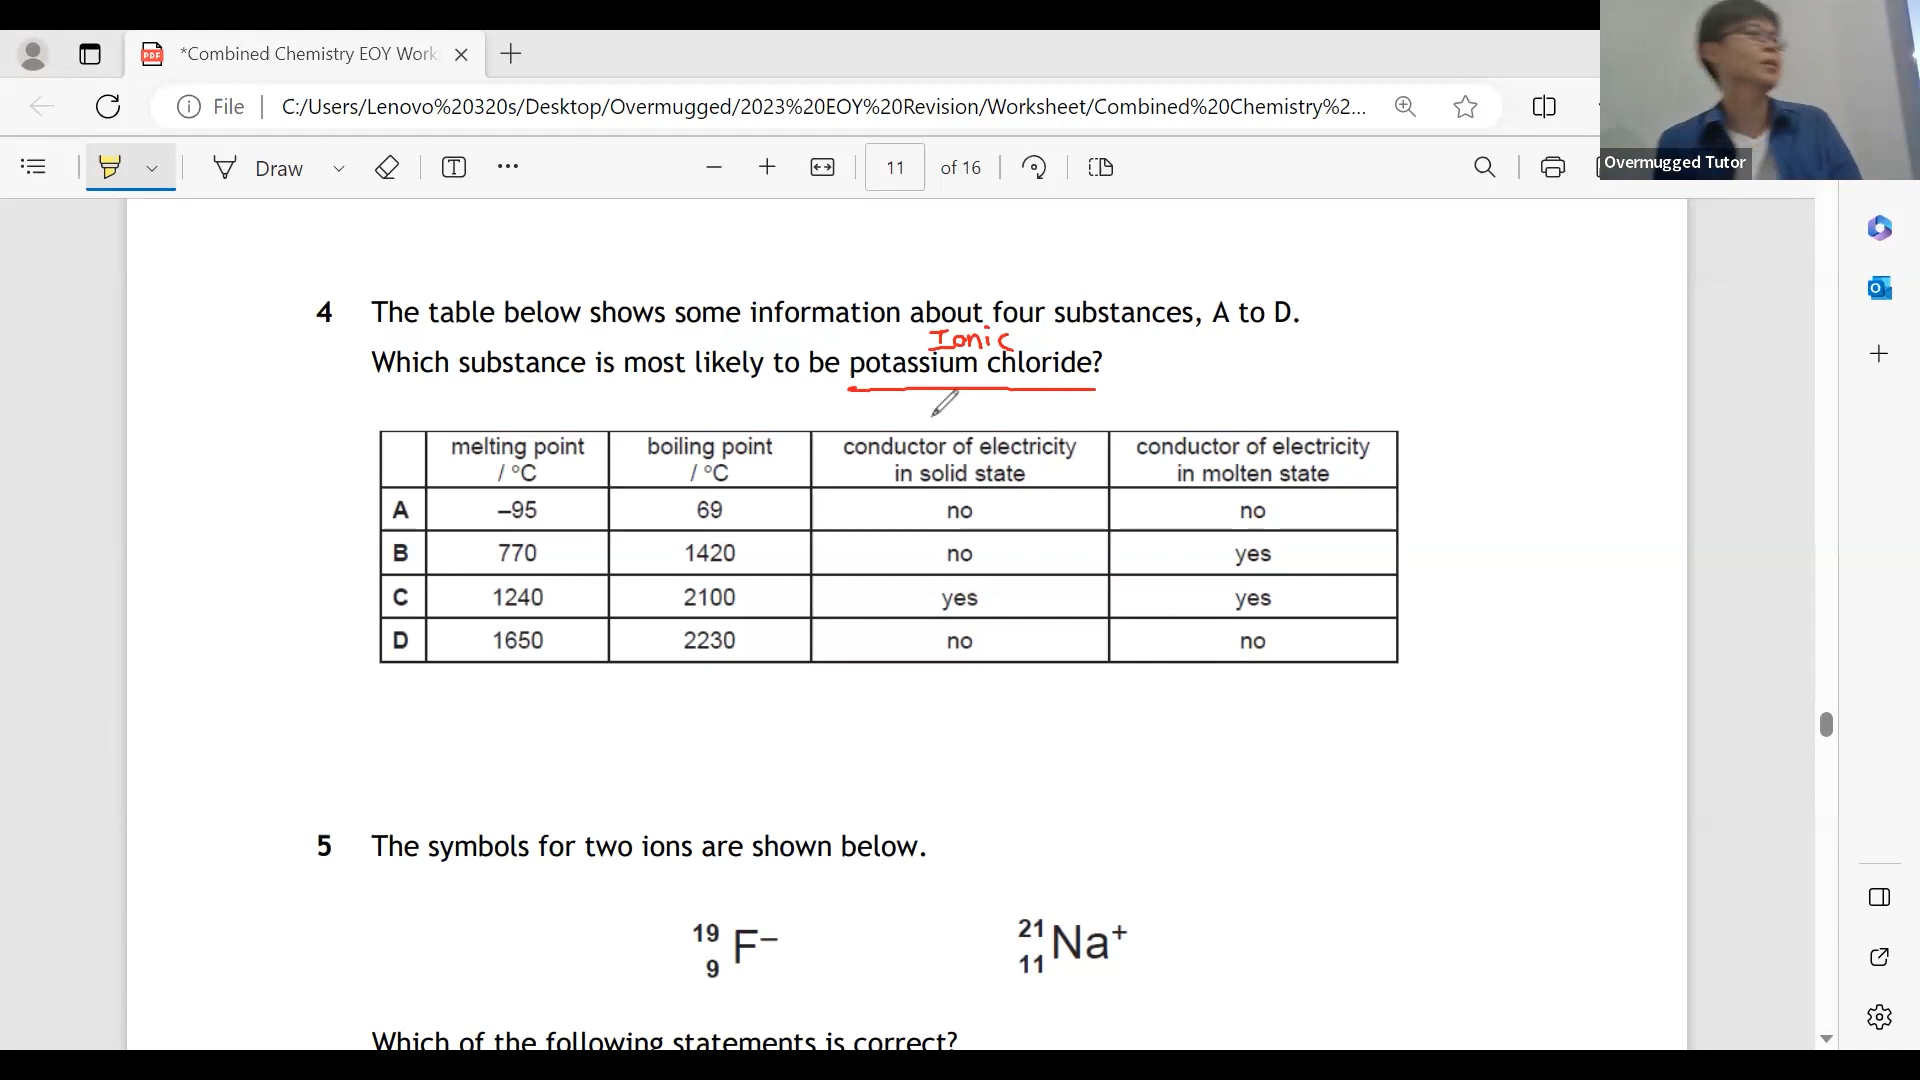 *Combined Chemistry EOY Work
File
C:/Users/Lenovo%20320s/Desktop/Overmugged/2023%20EOY%20Revision/Worksheet/Combined%20Chemistry%2...
Draw
11 of 16
Overmugged Tutor
4 The table below shows some information about four substances, A to D.
Ionic
Which substance is most likely to be potassium chloride?
melting point / °C boiling point / °C conductor of electricity in solid state conductor of electricity in molten state
A –95 69 no no
B 770 1420 no yes
C 1240 2100 yes yes
D 1650 2230 no no
5 The symbols for two ions are shown below.
19 9 F– 21 11 Na+
Which of the following statements is correct?